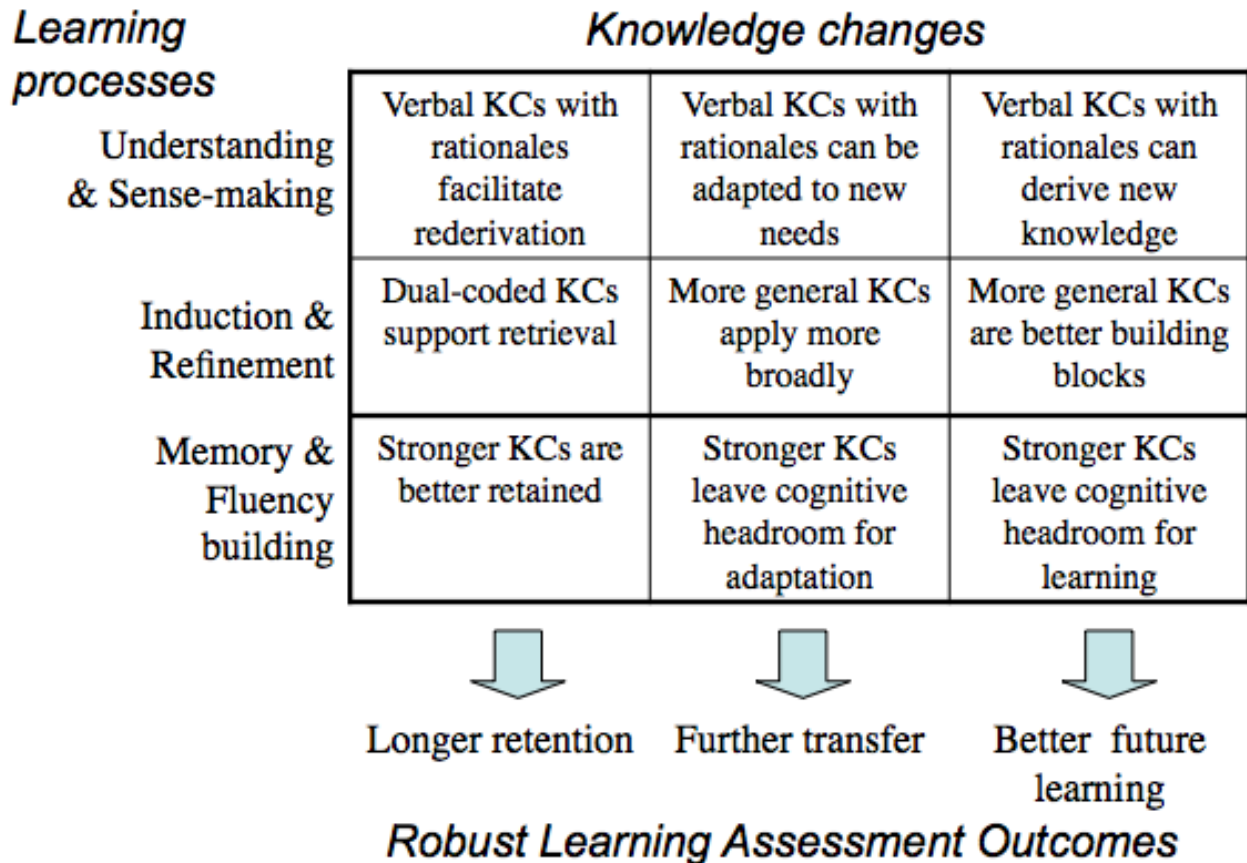 Learning
processes
Knowledge changes
Understanding
& Sense-making
Verbal KCs with
rationales
facilitate
rederivation
Verbal KCs with
rationales can be
adapted to new
needs
Verbal KCs with
rationales can
derive new
knowledge
Induction &
Refinement
Dual-coded KCs
support retrieval
More general KCs
apply more
broadly
More general KCs
are better building
blocks
Memory &
Fluency
building
Stronger KCs are
better retained
Stronger KCs
leave cognitive
headroom for
adaptation
Stronger KCs
leave cognitive
headroom for
learning
Longer retention
Further transfer
Better future
learning
Robust Learning Assessment Outcomes